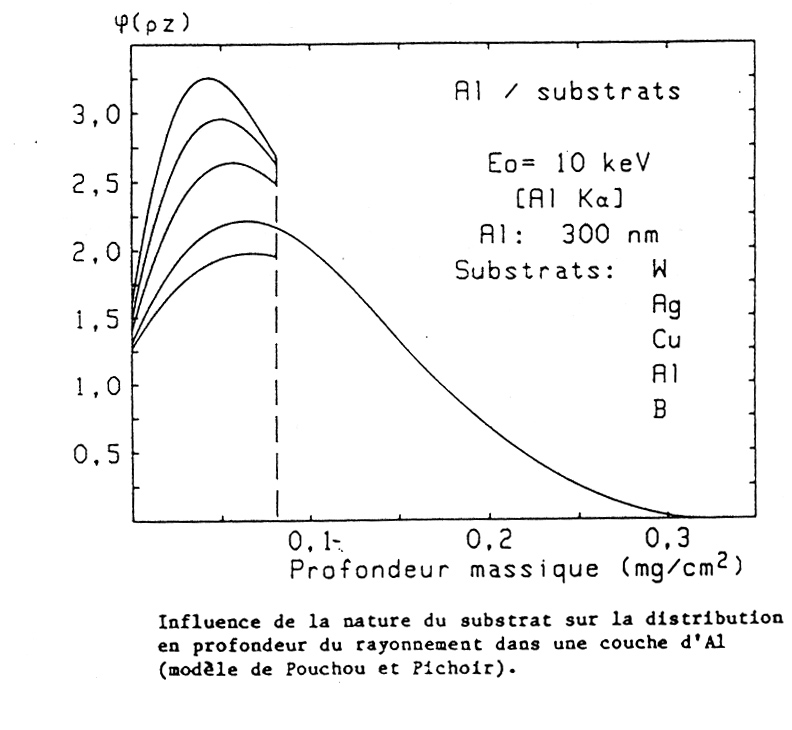 φ(ρz)
Al / substrats
3,0
Eo= 10 keV
2,5
[Al Kα]
Al: 300 nm
2,0
Substrats: W
Ag
1,5
Cu
Al
1,0
B
0,5
0,1 0,2 0,3
Profondeur massique (mg/cm²)
Influence de la nature du substrat sur la distribution
en profondeur du rayonnement dans une couche d'Al
(modèle de Pouchou et Pichoir).